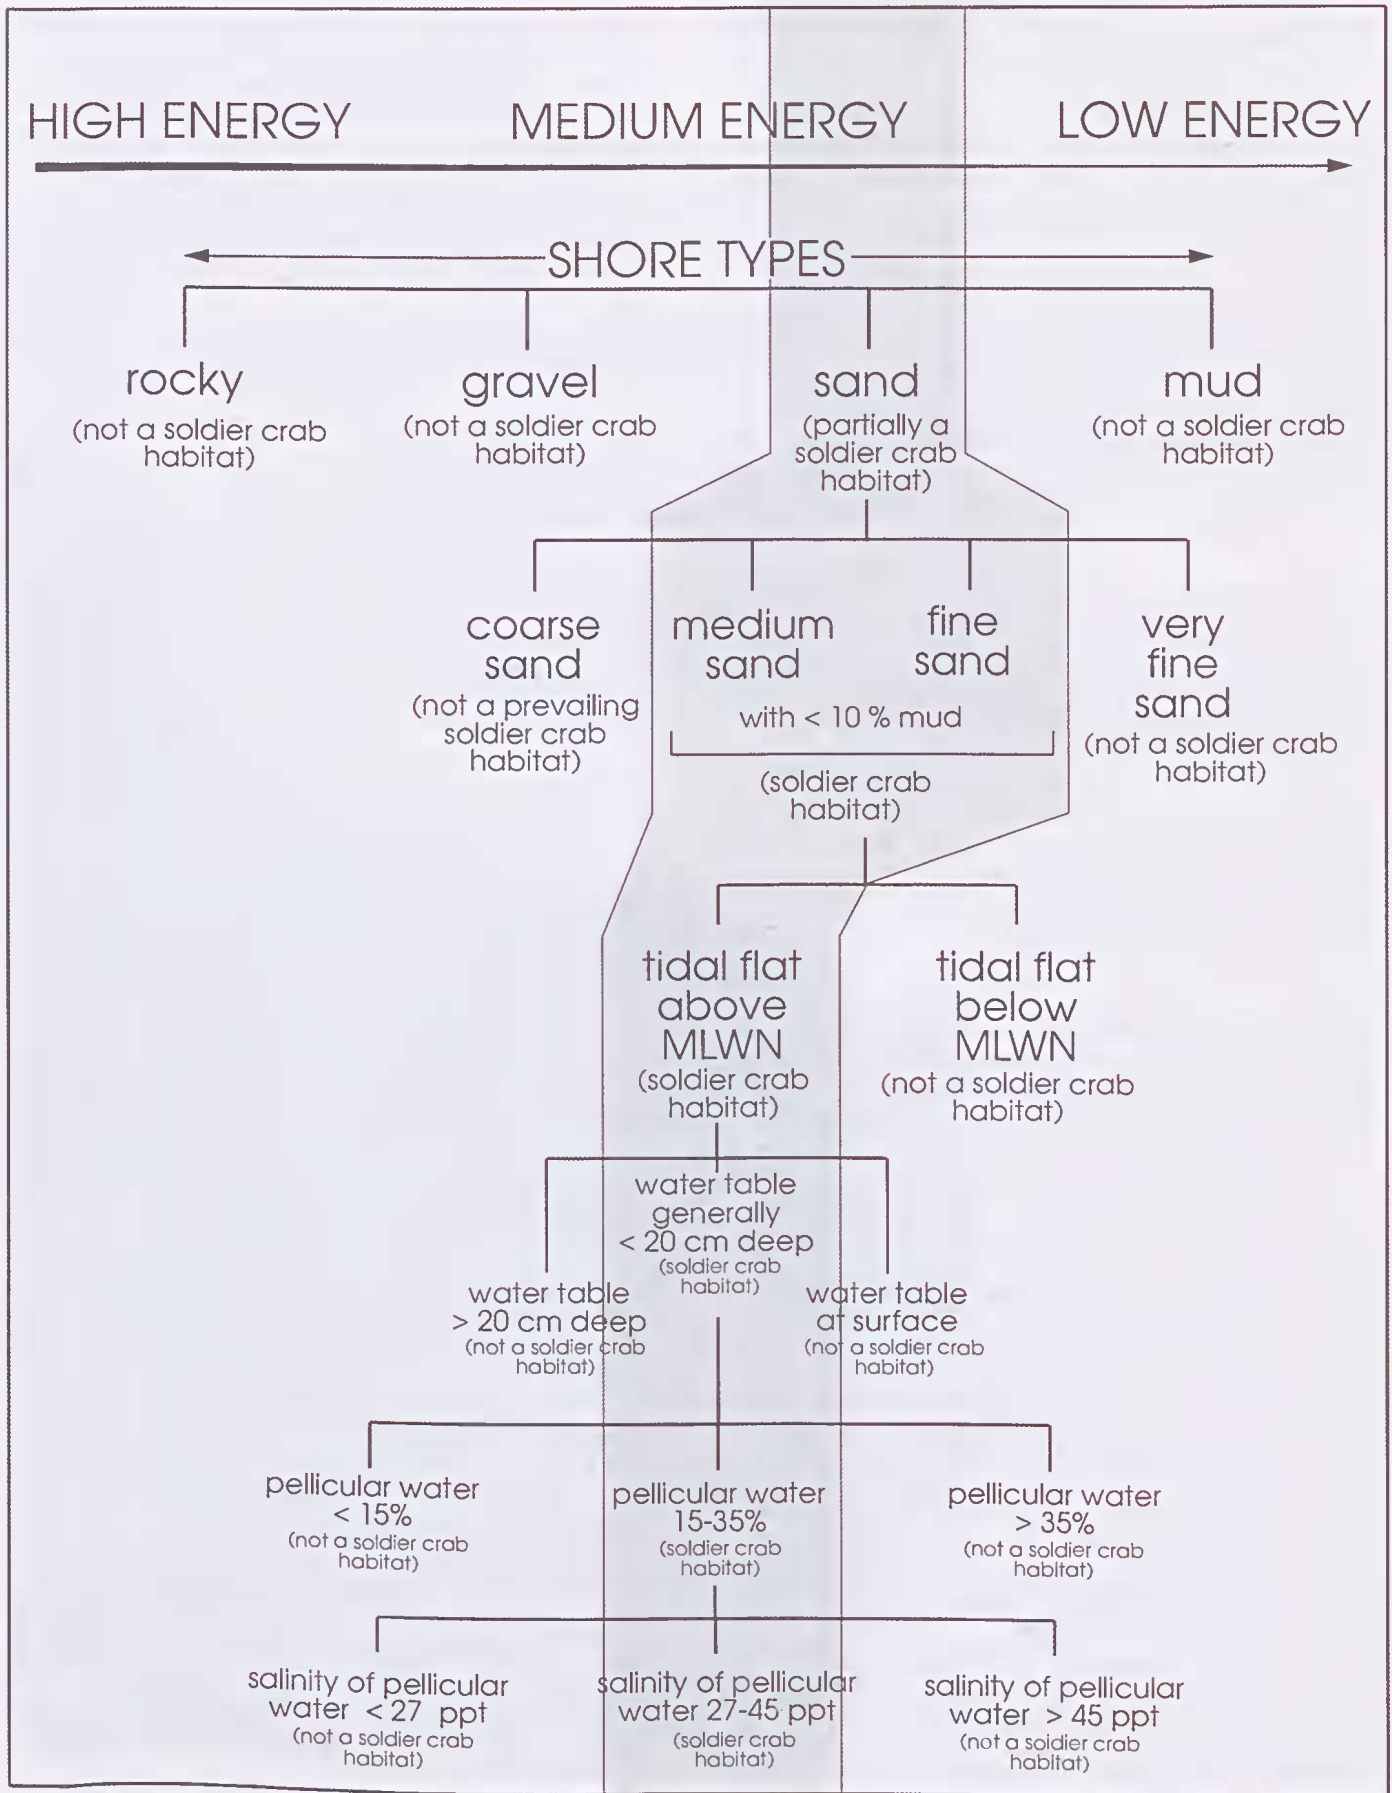 HIGH ENERGY MEDIUM ENERGY LOW ENERGY
SHORE TYPES
rocky
(not a soldier crab
habitat)
gravel
(not a soldier crab
habitat)
sand
(partially a
soldier crab
habitat)
mud
(not a soldier crab
habitat)
coarse
sand
(not a prevailing
soldier crab
habitat)
medium
sand
fine
sand
with < 10 % mud
(soldier crab
habitat)
very
fine
sand
(not a soldier crab
habitat)
tidal flat
above
MLWN
(soldier crab
habitat)
tidal flat
below
MLWN
(not a soldier crab
habitat)
water table
generally
< 20 cm deep
(soldier crab
habitat)
water table
> 20 cm deep
(not a soldier crab
habitat)
water table
at surface
(not a soldier crab
habitat)
pellicular water
< 15%
(not a soldier crab
habitat)
pellicular water
15-35%
(soldier crab
habitat)
pellicular water
> 35%
(not a soldier crab
habitat)
salinity of pellicular
water < 27 ppt
(not a soldier crab
habitat)
salinity of pellicular
water 27-45 ppt
(soldier crab
habitat)
salinity of pellicular
water > 45 ppt
(not a soldier crab
habitat)